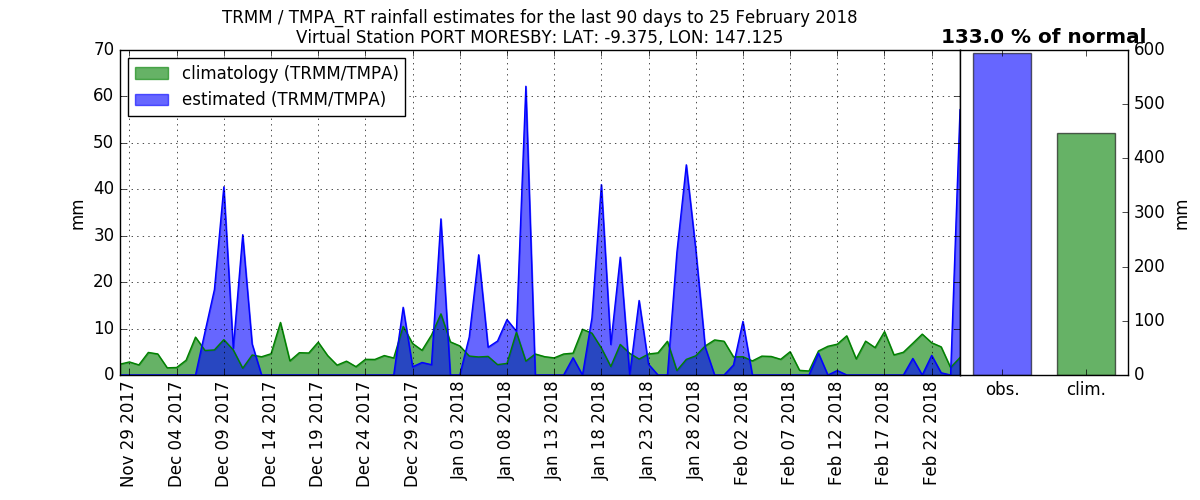 TRMM / TMPA_RT rainfall estimates for the last 90 days to 25 February 2018
Virtual Station PORT MORESBY: LAT: -9.375, LON: 147.125
133.0 % of normal
climatology (TRMM/TMPA)
estimated (TRMM/TMPA)
70
60
50
40
30
20
10
0
mm
Nov 29 2017
Dec 04 2017
Dec 09 2017
Dec 14 2017
Dec 19 2017
Dec 24 2017
Dec 29 2017
Jan 03 2018
Jan 08 2018
Jan 13 2018
Jan 18 2018
Jan 23 2018
Jan 28 2018
Feb 02 2018
Feb 07 2018
Feb 12 2018
Feb 17 2018
Feb 22 2018
obs.
clim.
600
500
400
300
200
100
0
mm